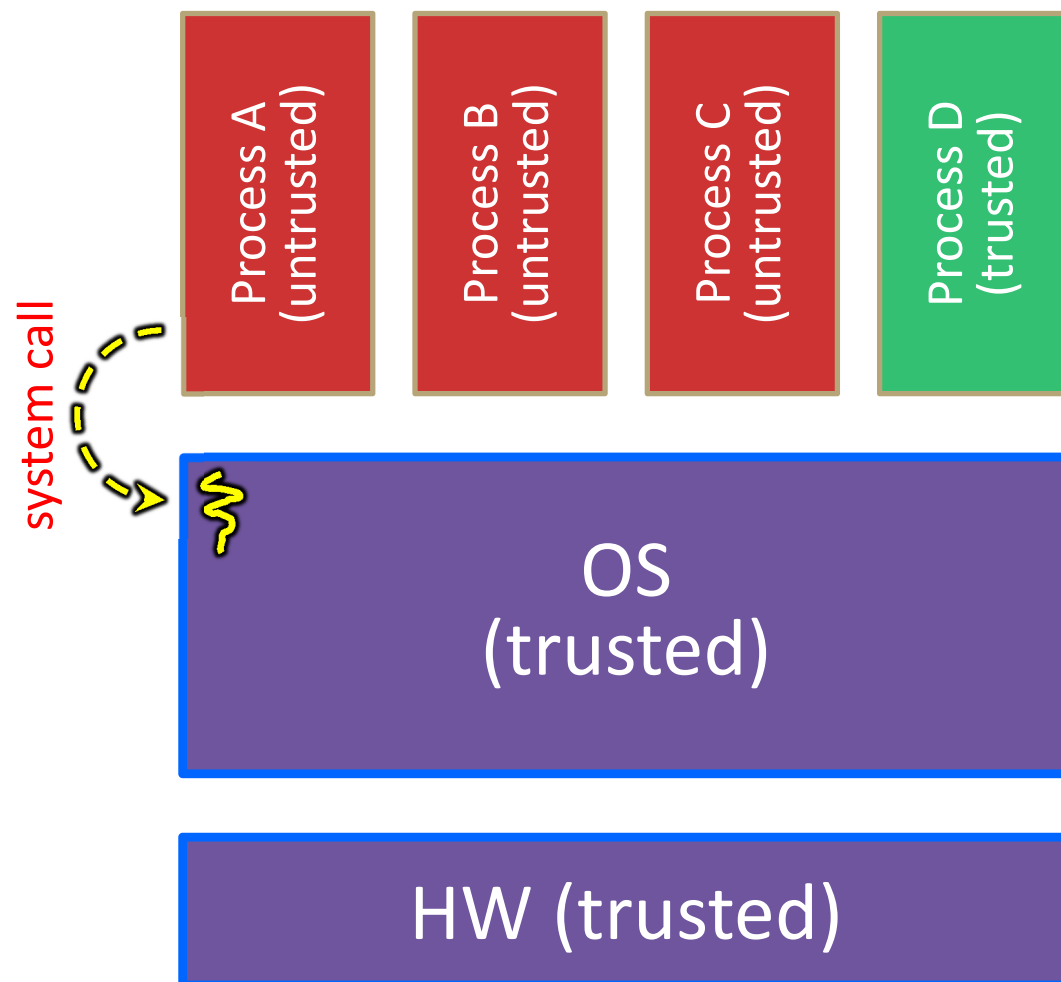 Process A
(untrusted)
Process B
(untrusted)
Process C
(untrusted)
Process D
(trusted)
system call
OS
(trusted)
HW (trusted)